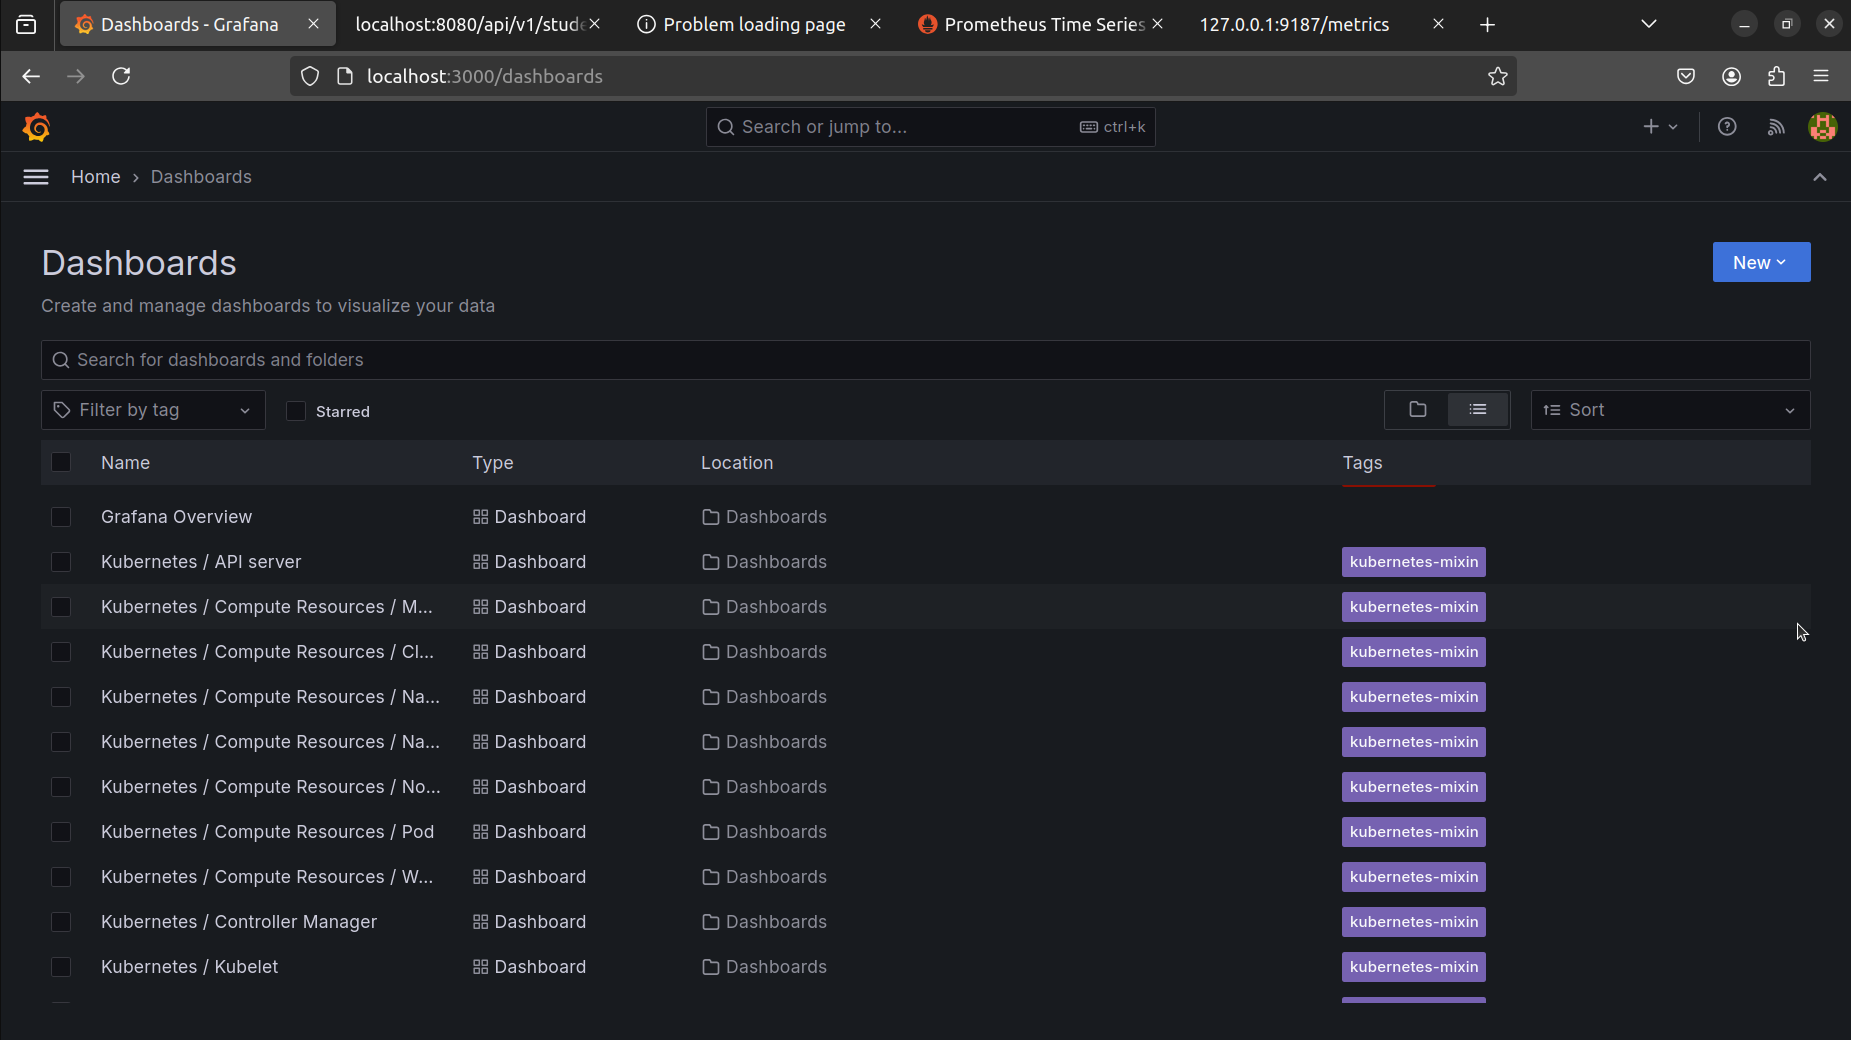 Dashboards - Grafana
localhost:8080/api/v1/stude
Problem loading page
Prometheus Time Series
127.0.0.1:9187/metrics
localhost:3000/dashboards
Search or jump to...
ctrl+k
Home › Dashboards
Dashboards
New
Create and manage dashboards to visualize your data
Search for dashboards and folders
Filter by tag
Starred
Sort
Name Type Location Tags
Grafana Overview Dashboard Dashboards
Kubernetes / API server Dashboard Dashboards kubernetes-mixin
Kubernetes / Compute Resources / M... Dashboard Dashboards kubernetes-mixin
Kubernetes / Compute Resources / Cl... Dashboard Dashboards kubernetes-mixin
Kubernetes / Compute Resources / Na... Dashboard Dashboards kubernetes-mixin
Kubernetes / Compute Resources / Na... Dashboard Dashboards kubernetes-mixin
Kubernetes / Compute Resources / No... Dashboard Dashboards kubernetes-mixin
Kubernetes / Compute Resources / Pod Dashboard Dashboards kubernetes-mixin
Kubernetes / Compute Resources / W... Dashboard Dashboards kubernetes-mixin
Kubernetes / Controller Manager Dashboard Dashboards kubernetes-mixin
Kubernetes / Kubelet Dashboard Dashboards kubernetes-mixin